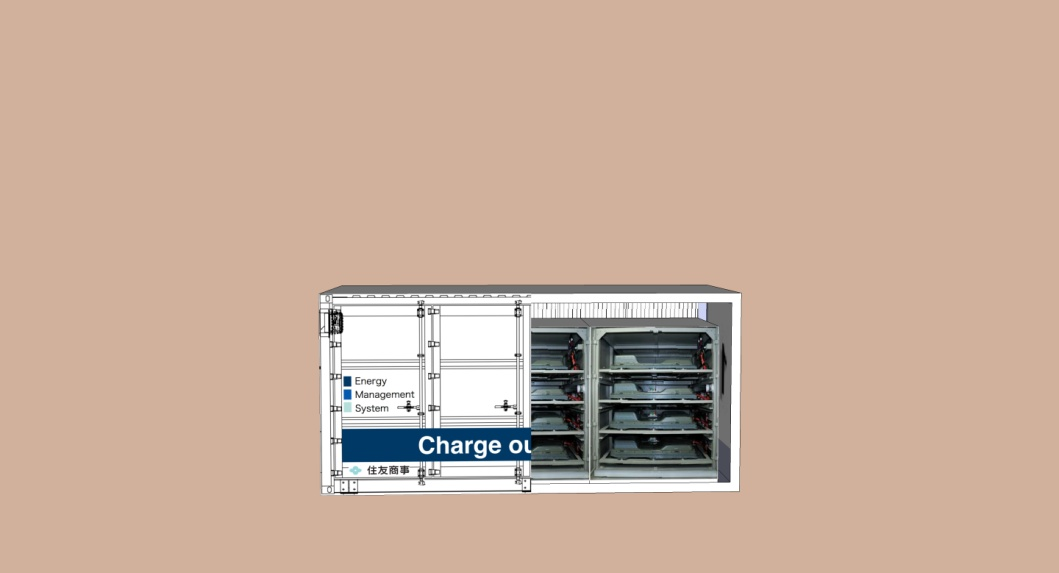 Energy
Management
System
Charge ou
住友商事